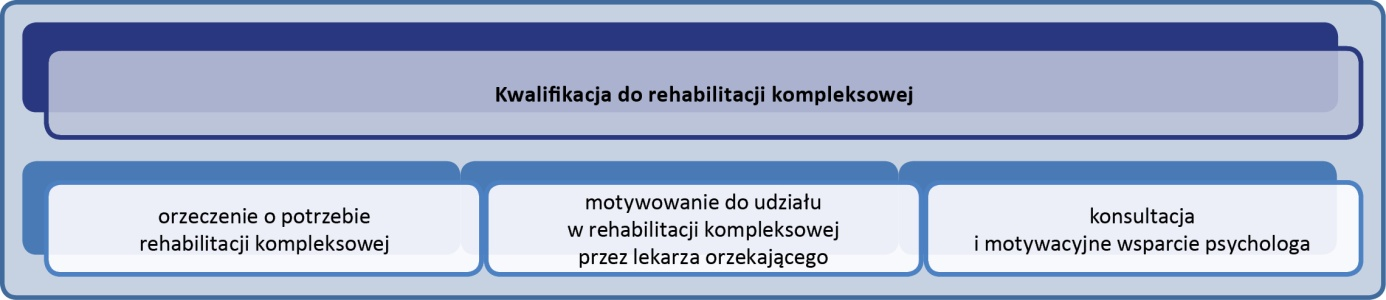 Kwalifikacja do rehabilitacji kompleksowej
orzeczenie o potrzebie
rehabilitacji kompleksowej
motywowanie do udziału
w rehabilitacji kompleksowej
przez lekarza orzekającego
konsultacja
i motywacyjne wsparcie psychologa